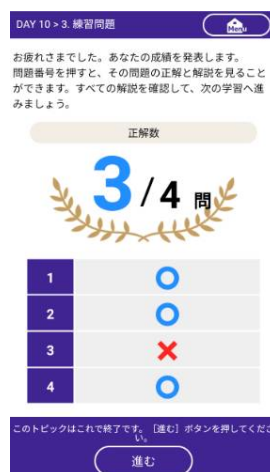 DAY 10 > 3. 練習問題
Menu
お疲れさまでした。あなたの成績を発表します。
問題番号を押すと、その問題の正解と解説を見ること
ができます。すべての解説を確認して、次の学習へ進
みましょう。
正解数
3/4 問
1
2
3
4
このトピックはこれで終了です。［進む］ボタンを押してくださ
い。
進む